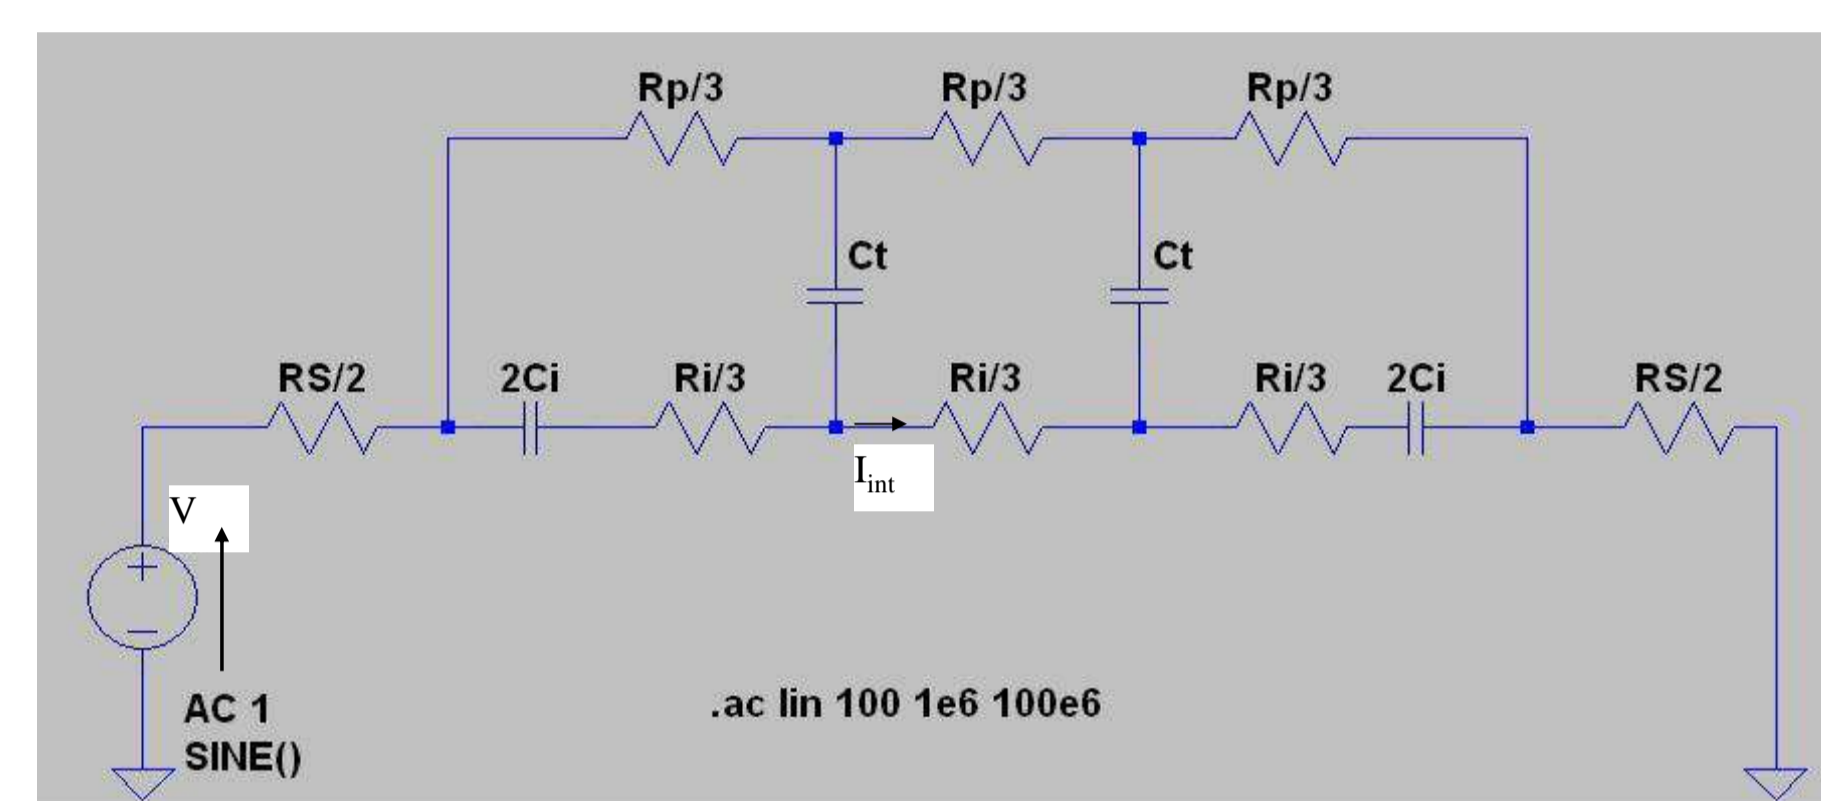 Rp/3 Rp/3 Rp/3
Ct Ct
RS/2 2Ci Ri/3 Ri/3 Ri/3 2Ci RS/2
I_int
V
+
−
AC 1
SINE()
.ac lin 100 1e6 100e6